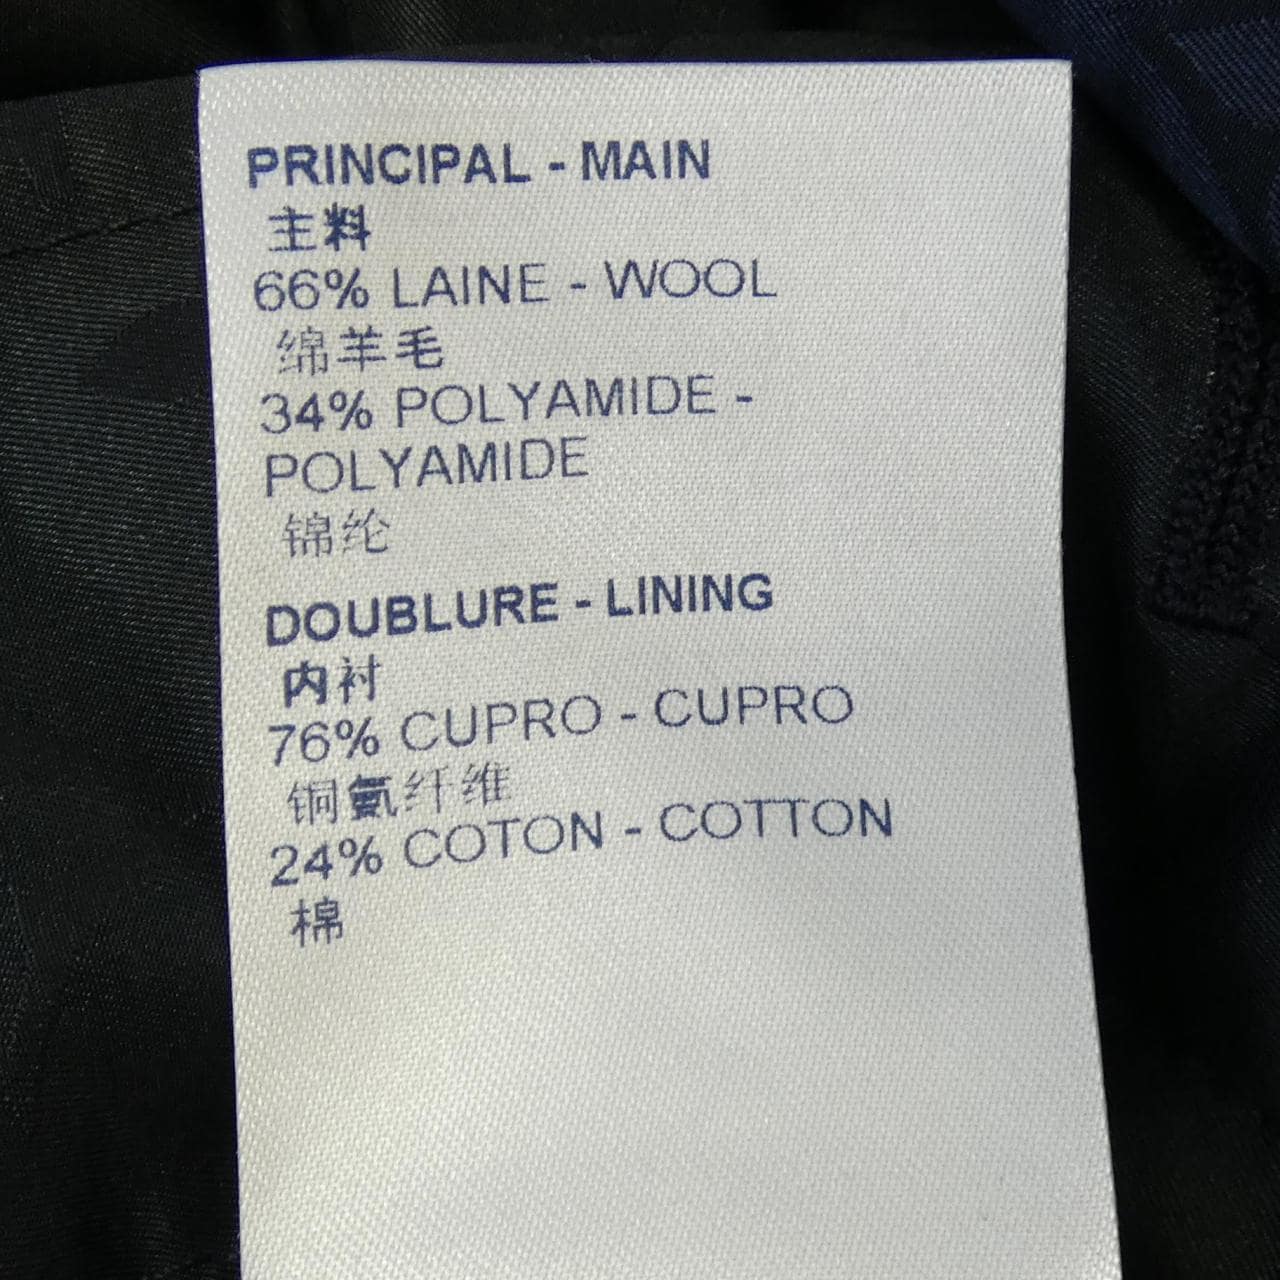 PRINCIPAL - MAIN
主料
66% LAINE - WOOL
绵羊毛
34% POLYAMIDE -
POLYAMIDE
锦纶
DOUBLURE - LINING
内衬
76% CUPRO - CUPRO
铜氨纤维
24% COTON - COTTON
棉